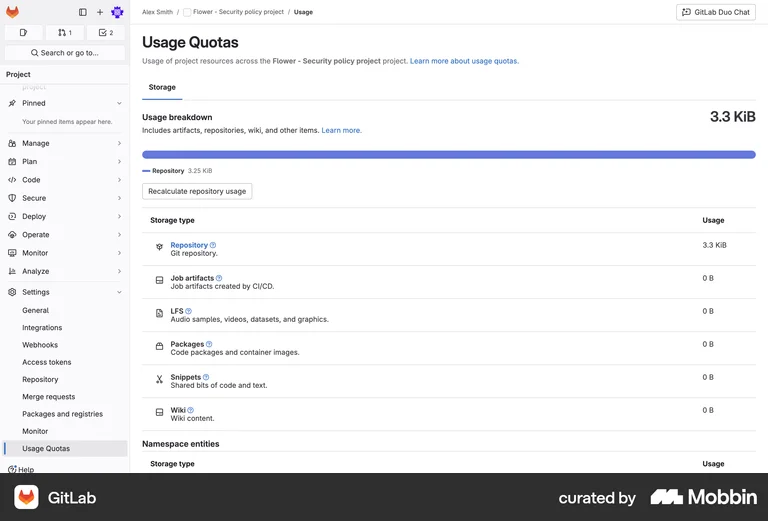 Alex Smith / Flower - Security policy project / Usage
GitLab Duo Chat
1
2
Search or go to...
Project
project
Pinned
Your pinned items appear here.
Manage
Plan
Code
Secure
Deploy
Operate
Monitor
Analyze
Settings
General
Integrations
Webhooks
Access tokens
Repository
Merge requests
Packages and registries
Monitor
Usage Quotas
Help
Usage Quotas
Usage of project resources across the Flower - Security policy project project. Learn more about usage quotas.
Storage
Usage breakdown
3.3 KiB
Includes artifacts, repositories, wiki, and other items. Learn more.
Repository 3.25 KiB
Recalculate repository usage
Storage type Usage
Repository 3.3 KiB
Git repository.
Job artifacts 0 B
Job artifacts created by CI/CD.
LFS 0 B
Audio samples, videos, datasets, and graphics.
Packages 0 B
Code packages and container images.
Snippets 0 B
Shared bits of code and text.
Wiki 0 B
Wiki content.
Namespace entities
Storage type Usage
GitLab
curated by Mobbin